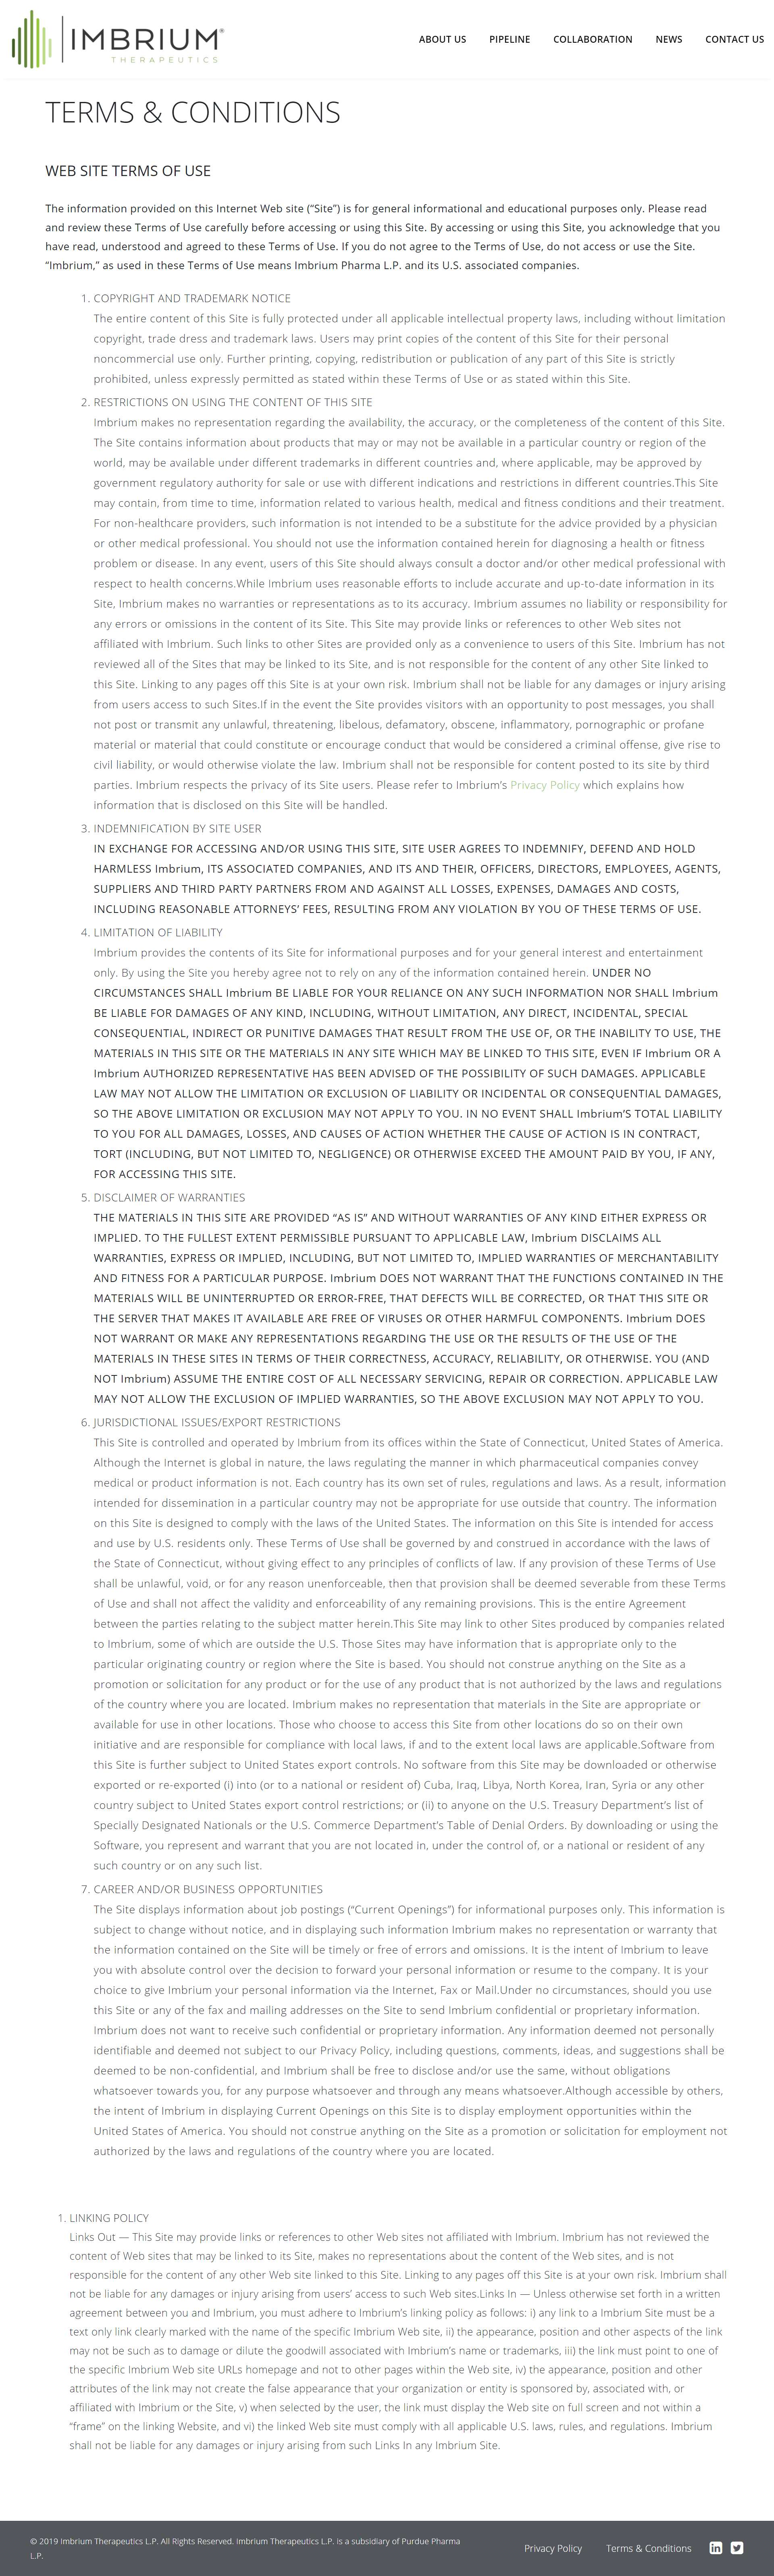 IMBRIUM®
THERAPEUTICS
ABOUT US PIPELINE COLLABORATION NEWS CONTACT US
TERMS & CONDITIONS
WEB SITE TERMS OF USE
The information provided on this Internet Web site (“Site”) is for general informational and educational purposes only. Please read
and review these Terms of Use carefully before accessing or using this Site. By accessing or using this Site, you acknowledge that you
have read, understood and agreed to these Terms of Use. If you do not agree to the Terms of Use, do not access or use the Site.
“Imbrium,” as used in these Terms of Use means Imbrium Pharma L.P. and its U.S. associated companies.
1. COPYRIGHT AND TRADEMARK NOTICE
The entire content of this Site is fully protected under all applicable intellectual property laws, including without limitation
copyright, trade dress and trademark laws. Users may print copies of the content of this Site for their personal
noncommercial use only. Further printing, copying, redistribution or publication of any part of this Site is strictly
prohibited, unless expressly permitted as stated within these Terms of Use or as stated within this Site.
2. RESTRICTIONS ON USING THE CONTENT OF THIS SITE
Imbrium makes no representation regarding the availability, the accuracy, or the completeness of the content of this Site.
The Site contains information about products that may or may not be available in a particular country or region of the
world, may be available under different trademarks in different countries and, where applicable, may be approved by
government regulatory authority for sale or use with different indications and restrictions in different countries.This Site
may contain, from time to time, information related to various health, medical and fitness conditions and their treatment.
For non-healthcare providers, such information is not intended to be a substitute for the advice provided by a physician
or other medical professional. You should not use the information contained herein for diagnosing a health or fitness
problem or disease. In any event, users of this Site should always consult a doctor and/or other medical professional with
respect to health concerns.While Imbrium uses reasonable efforts to include accurate and up-to-date information in its
Site, Imbrium makes no warranties or representations as to its accuracy. Imbrium assumes no liability or responsibility for
any errors or omissions in the content of its Site. This Site may provide links or references to other Web sites not
affiliated with Imbrium. Such links to other Sites are provided only as a convenience to users of this Site. Imbrium has not
reviewed all of the Sites that may be linked to its Site, and is not responsible for the content of any other Site linked to
this Site. Linking to any pages off this Site is at your own risk. Imbrium shall not be liable for any damages or injury arising
from users access to such Sites.If in the event the Site provides visitors with an opportunity to post messages, you shall
not post or transmit any unlawful, threatening, libelous, defamatory, obscene, inflammatory, pornographic or profane
material or material that could constitute or encourage conduct that would be considered a criminal offense, give rise to
civil liability, or would otherwise violate the law. Imbrium shall not be responsible for content posted to its site by third
parties. Imbrium respects the privacy of its Site users. Please refer to Imbrium’s Privacy Policy which explains how
information that is disclosed on this Site will be handled.
3. INDEMNIFICATION BY SITE USER
IN EXCHANGE FOR ACCESSING AND/OR USING THIS SITE, SITE USER AGREES TO INDEMNIFY, DEFEND AND HOLD
HARMLESS Imbrium, ITS ASSOCIATED COMPANIES, AND ITS AND THEIR, OFFICERS, DIRECTORS, EMPLOYEES, AGENTS,
SUPPLIERS AND THIRD PARTY PARTNERS FROM AND AGAINST ALL LOSSES, EXPENSES, DAMAGES AND COSTS,
INCLUDING REASONABLE ATTORNEYS’ FEES, RESULTING FROM ANY VIOLATION BY YOU OF THESE TERMS OF USE.
4. LIMITATION OF LIABILITY
Imbrium provides the contents of its Site for informational purposes and for your general interest and entertainment
only. By using the Site you hereby agree not to rely on any of the information contained herein. UNDER NO
CIRCUMSTANCES SHALL Imbrium BE LIABLE FOR YOUR RELIANCE ON ANY SUCH INFORMATION NOR SHALL Imbrium
BE LIABLE FOR DAMAGES OF ANY KIND, INCLUDING, WITHOUT LIMITATION, ANY DIRECT, INCIDENTAL, SPECIAL
CONSEQUENTIAL, INDIRECT OR PUNITIVE DAMAGES THAT RESULT FROM THE USE OF, OR THE INABILITY TO USE, THE
MATERIALS IN THIS SITE OR THE MATERIALS IN ANY SITE WHICH MAY BE LINKED TO THIS SITE, EVEN IF Imbrium OR A
Imbrium AUTHORIZED REPRESENTATIVE HAS BEEN ADVISED OF THE POSSIBILITY OF SUCH DAMAGES. APPLICABLE
LAW MAY NOT ALLOW THE LIMITATION OR EXCLUSION OF LIABILITY OR INCIDENTAL OR CONSEQUENTIAL DAMAGES,
SO THE ABOVE LIMITATION OR EXCLUSION MAY NOT APPLY TO YOU. IN NO EVENT SHALL Imbrium’S TOTAL LIABILITY
TO YOU FOR ALL DAMAGES, LOSSES, AND CAUSES OF ACTION WHETHER THE CAUSE OF ACTION IS IN CONTRACT,
TORT (INCLUDING, BUT NOT LIMITED TO, NEGLIGENCE) OR OTHERWISE EXCEED THE AMOUNT PAID BY YOU, IF ANY,
FOR ACCESSING THIS SITE.
5. DISCLAIMER OF WARRANTIES
THE MATERIALS IN THIS SITE ARE PROVIDED “AS IS” AND WITHOUT WARRANTIES OF ANY KIND EITHER EXPRESS OR
IMPLIED. TO THE FULLEST EXTENT PERMISSIBLE PURSUANT TO APPLICABLE LAW, Imbrium DISCLAIMS ALL
WARRANTIES, EXPRESS OR IMPLIED, INCLUDING, BUT NOT LIMITED TO, IMPLIED WARRANTIES OF MERCHANTABILITY
AND FITNESS FOR A PARTICULAR PURPOSE. Imbrium DOES NOT WARRANT THAT THE FUNCTIONS CONTAINED IN THE
MATERIALS WILL BE UNINTERRUPTED OR ERROR-FREE, THAT DEFECTS WILL BE CORRECTED, OR THAT THIS SITE OR
THE SERVER THAT MAKES IT AVAILABLE ARE FREE OF VIRUSES OR OTHER HARMFUL COMPONENTS. Imbrium DOES
NOT WARRANT OR MAKE ANY REPRESENTATIONS REGARDING THE USE OR THE RESULTS OF THE USE OF THE
MATERIALS IN THESE SITES IN TERMS OF THEIR CORRECTNESS, ACCURACY, RELIABILITY, OR OTHERWISE. YOU (AND
NOT Imbrium) ASSUME THE ENTIRE COST OF ALL NECESSARY SERVICING, REPAIR OR CORRECTION. APPLICABLE LAW
MAY NOT ALLOW THE EXCLUSION OF IMPLIED WARRANTIES, SO THE ABOVE EXCLUSION MAY NOT APPLY TO YOU.
6. JURISDICTIONAL ISSUES/EXPORT RESTRICTIONS
This Site is controlled and operated by Imbrium from its offices within the State of Connecticut, United States of America.
Although the Internet is global in nature, the laws regulating the manner in which pharmaceutical companies convey
medical or product information is not. Each country has its own set of rules, regulations and laws. As a result, information
intended for dissemination in a particular country may not be appropriate for use outside that country. The information
on this Site is designed to comply with the laws of the United States. The information on this Site is intended for access
and use by U.S. residents only. These Terms of Use shall be governed by and construed in accordance with the laws of
the State of Connecticut, without giving effect to any principles of conflicts of law. If any provision of these Terms of Use
shall be unlawful, void, or for any reason unenforceable, then that provision shall be deemed severable from these Terms
of Use and shall not affect the validity and enforceability of any remaining provisions. This is the entire Agreement
between the parties relating to the subject matter herein.This Site may link to other Sites produced by companies related
to Imbrium, some of which are outside the U.S. Those Sites may have information that is appropriate only to the
particular originating country or region where the Site is based. You should not construe anything on the Site as a
promotion or solicitation for any product or for the use of any product that is not authorized by the laws and regulations
of the country where you are located. Imbrium makes no representation that materials in the Site are appropriate or
available for use in other locations. Those who choose to access this Site from other locations do so on their own
initiative and are responsible for compliance with local laws, if and to the extent local laws are applicable.Software from
this Site is further subject to United States export controls. No software from this Site may be downloaded or otherwise
exported or re-exported (i) into (or to a national or resident of) Cuba, Iraq, Libya, North Korea, Iran, Syria or any other
country subject to United States export control restrictions; or (ii) to anyone on the U.S. Treasury Department’s list of
Specially Designated Nationals or the U.S. Commerce Department’s Table of Denial Orders. By downloading or using the
Software, you represent and warrant that you are not located in, under the control of, or a national or resident of any
such country or on any such list.
7. CAREER AND/OR BUSINESS OPPORTUNITIES
The Site displays information about job postings (“Current Openings”) for informational purposes only. This information is
subject to change without notice, and in displaying such information Imbrium makes no representation or warranty that
the information contained on the Site will be timely or free of errors and omissions. It is the intent of Imbrium to leave
you with absolute control over the decision to forward your personal information or resume to the company. It is your
choice to give Imbrium your personal information via the Internet, Fax or Mail.Under no circumstances, should you use
this Site or any of the fax and mailing addresses on the Site to send Imbrium confidential or proprietary information.
Imbrium does not want to receive such confidential or proprietary information. Any information deemed not personally
identifiable and deemed not subject to our Privacy Policy, including questions, comments, ideas, and suggestions shall be
deemed to be non-confidential, and Imbrium shall be free to disclose and/or use the same, without obligations
whatsoever towards you, for any purpose whatsoever and through any means whatsoever.Although accessible by others,
the intent of Imbrium in displaying Current Openings on this Site is to display employment opportunities within the
United States of America. You should not construe anything on the Site as a promotion or solicitation for employment not
authorized by the laws and regulations of the country where you are located.
1. LINKING POLICY
Links Out — This Site may provide links or references to other Web sites not affiliated with Imbrium. Imbrium has not reviewed the
content of Web sites that may be linked to its Site, makes no representations about the content of the Web sites, and is not
responsible for the content of any other Web site linked to this Site. Linking to any pages off this Site is at your own risk. Imbrium shall
not be liable for any damages or injury arising from users’ access to such Web sites.Links In — Unless otherwise set forth in a written
agreement between you and Imbrium, you must adhere to Imbrium’s linking policy as follows: i) any link to a Imbrium Site must be a
text only link clearly marked with the name of the specific Imbrium Web site, ii) the appearance, position and other aspects of the link
may not be such as to damage or dilute the goodwill associated with Imbrium’s name or trademarks, iii) the link must point to one of
the specific Imbrium Web site URLs homepage and not to other pages within the Web site, iv) the appearance, position and other
attributes of the link may not create the false appearance that your organization or entity is sponsored by, associated with, or
affiliated with Imbrium or the Site, v) when selected by the user, the link must display the Web site on full screen and not within a
“frame” on the linking Website, and vi) the linked Web site must comply with all applicable U.S. laws, rules, and regulations. Imbrium
shall not be liable for any damages or injury arising from such Links In any Imbrium Site.
© 2019 Imbrium Therapeutics L.P. All Rights Reserved. Imbrium Therapeutics L.P. is a subsidiary of Purdue Pharma
L.P.
Privacy Policy Terms & Conditions